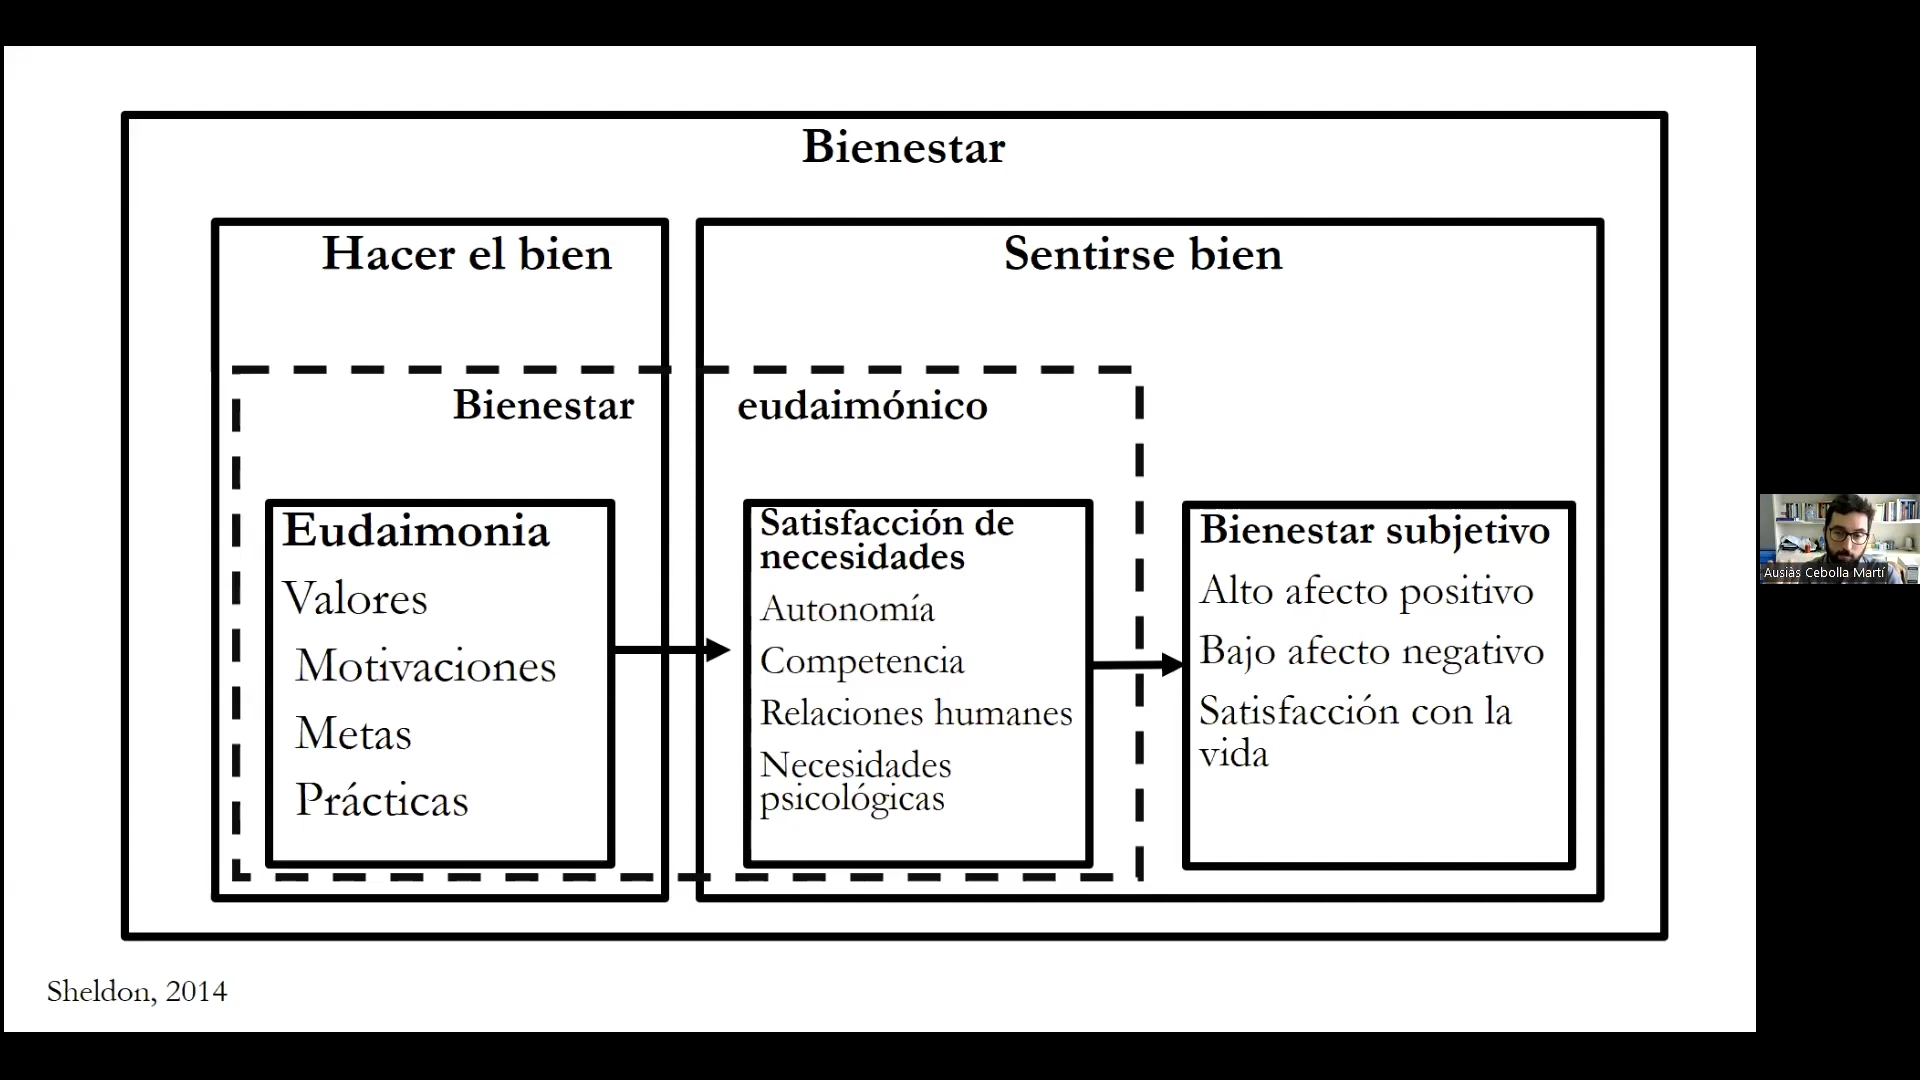 Bienestar
Hacer el bien
Sentirse bien
Bienestar eudaimónico
Eudaimonia
Valores
Motivaciones
Metas
Prácticas
Satisfacción de
necesidades
Autonomía
Competencia
Relaciones humanes
Necesidades
psicológicas
Bienestar subjetivo
Alto afecto positivo
Bajo afecto negativo
Satisfacción con la
vida
Sheldon, 2014
Ausiàs Cebolla Martí